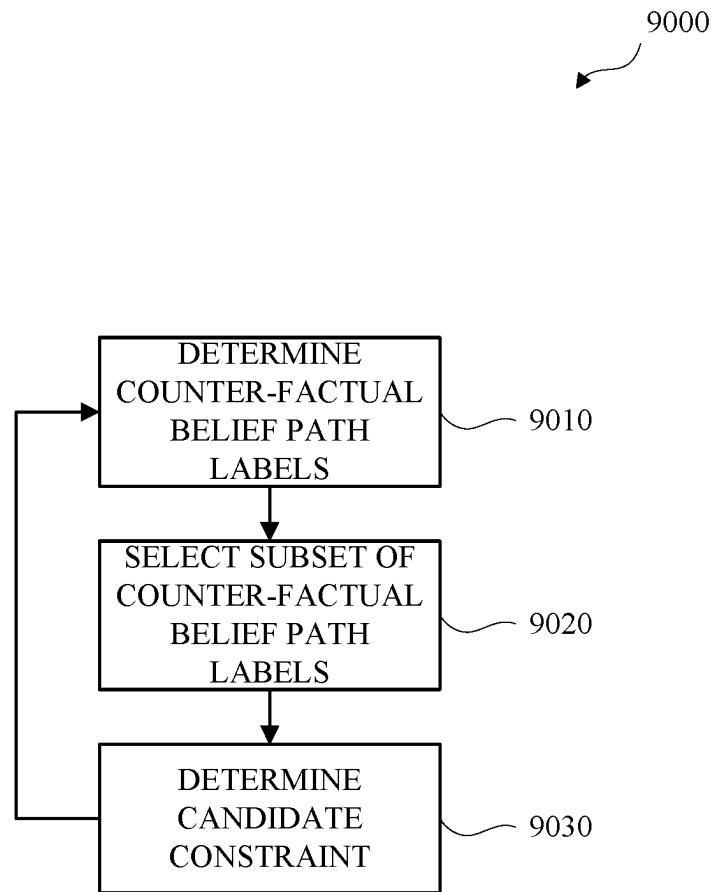 9000
DETERMINE
COUNTER-FACTUAL
BELIEF PATH
LABELS
9010
SELECT SUBSET OF
COUNTER-FACTUAL
BELIEF PATH
LABELS
9020
DETERMINE
CANDIDATE
CONSTRAINT
9030